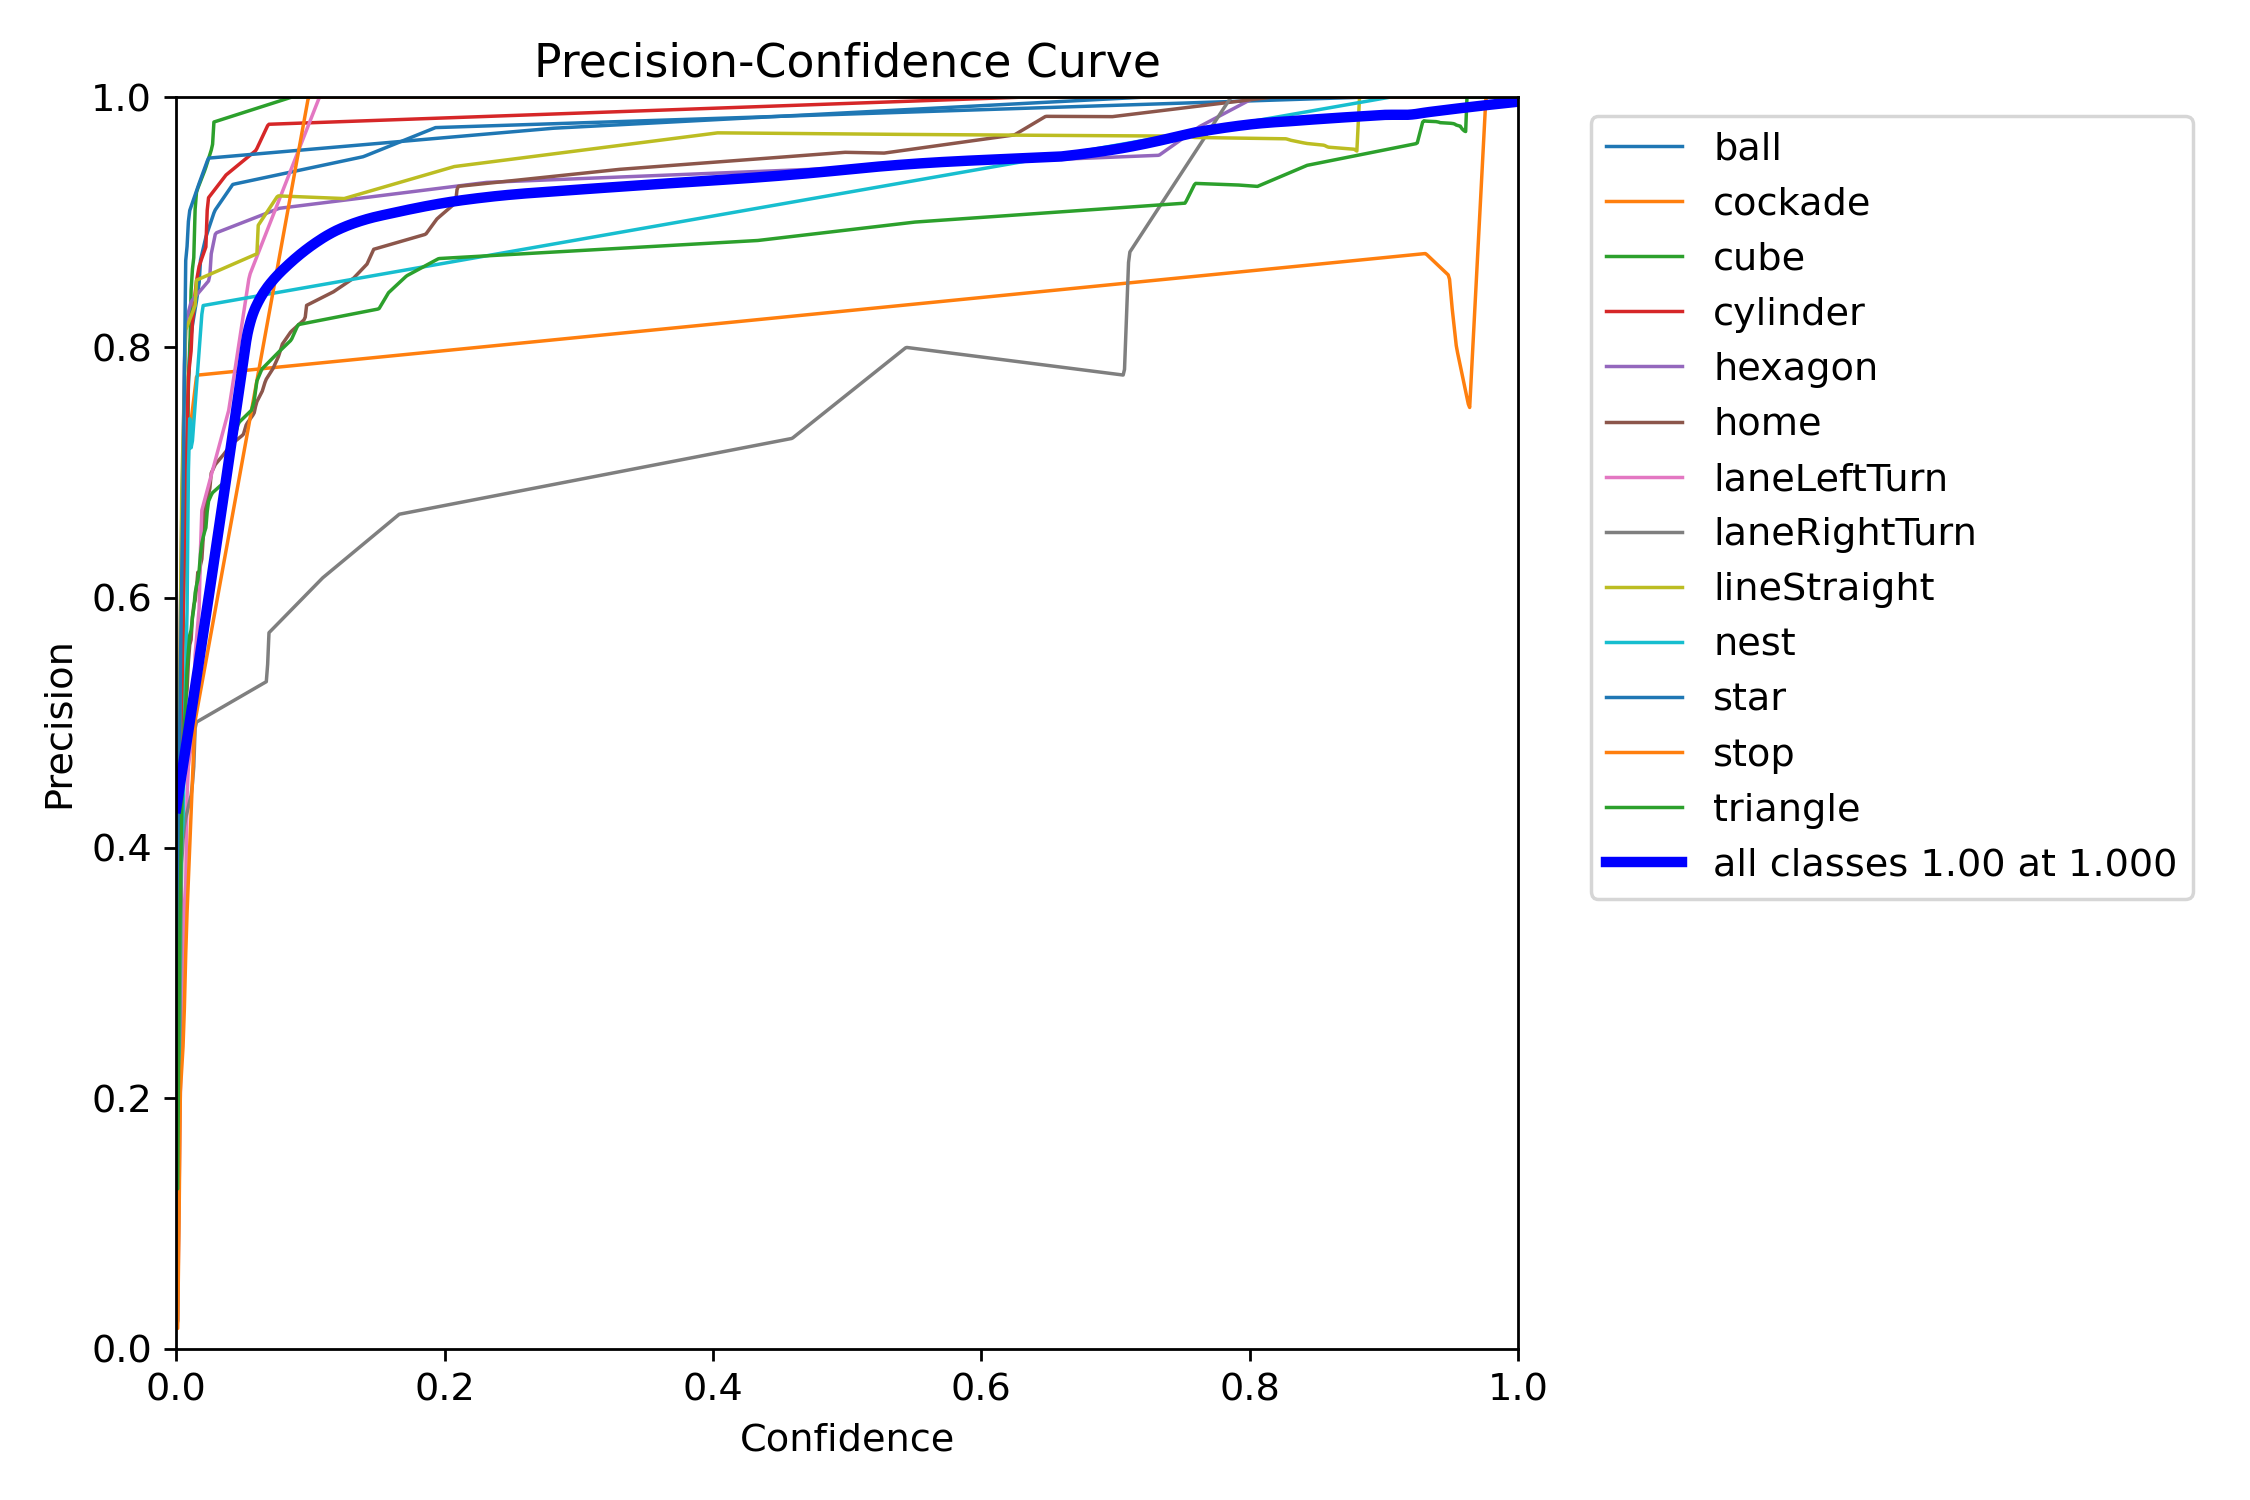 Precision-Confidence Curve
1.0
0.8
0.6
0.4
0.2
0.0
Precision
0.0 0.2 0.4 0.6 0.8 1.0
Confidence
ball
cockade
cube
cylinder
hexagon
home
laneLeftTurn
laneRightTurn
lineStraight
nest
star
stop
triangle
all classes 1.00 at 1.000